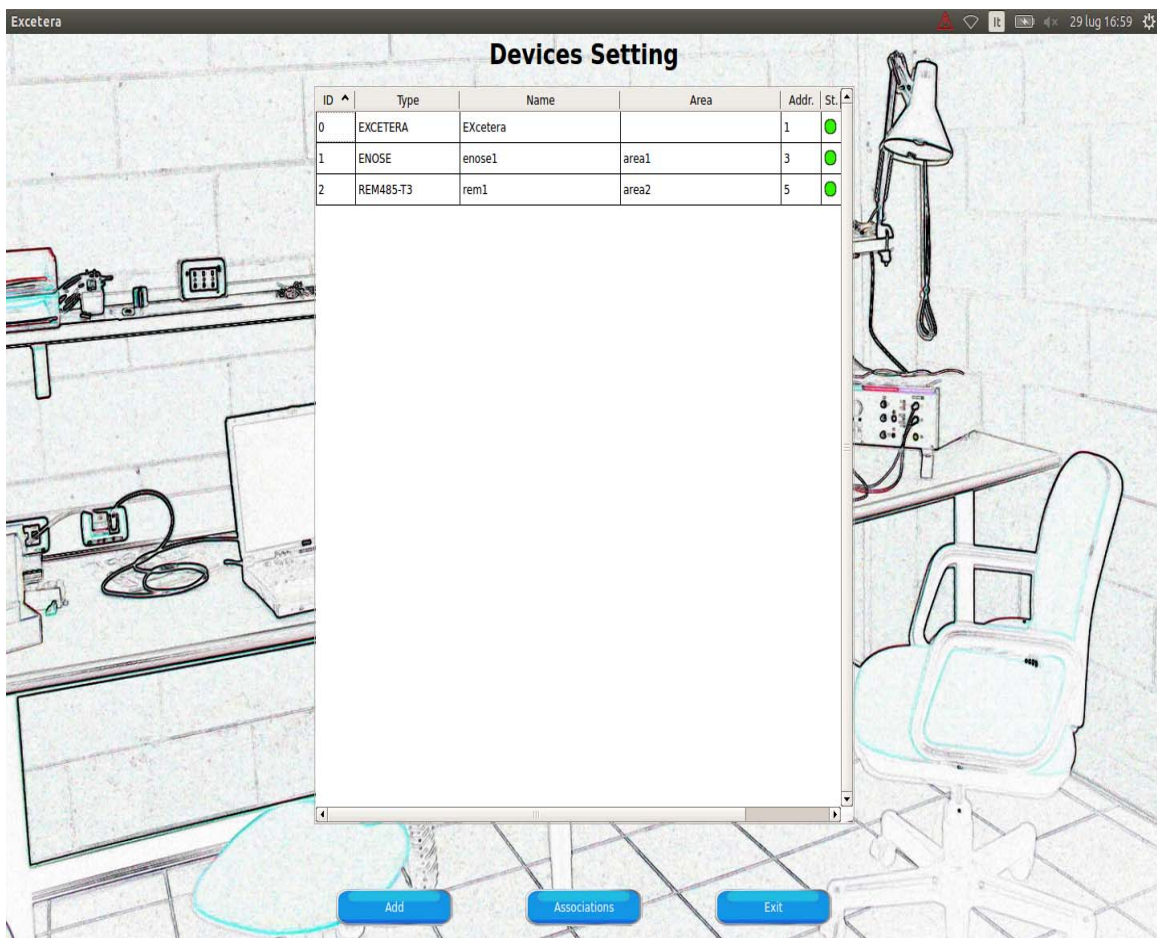 Excetera
It 29 lug 16:59
Devices Setting
ID Type Name Area Addr. St.
0 EXCETERA EXcetera 1
1 ENOSE enose1 area1 3
2 REM485-T3 rem1 area2 5
Add Associations Exit